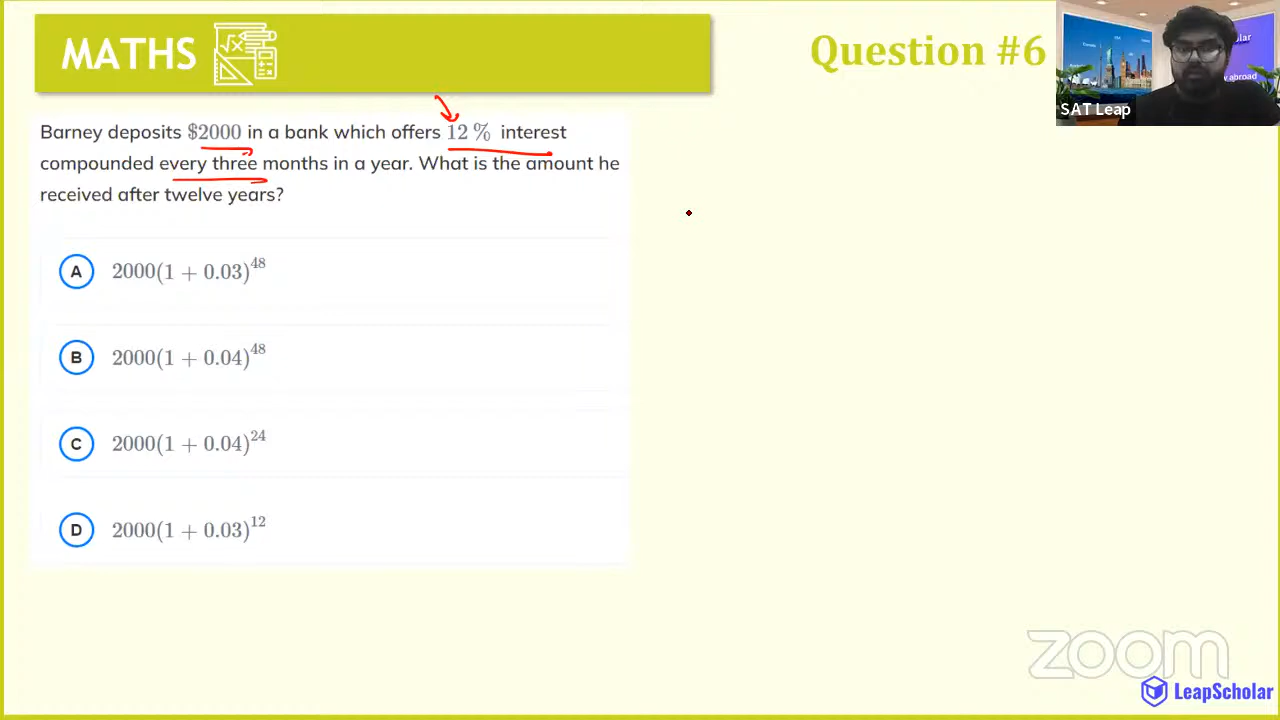 MATHS
Question #6
Scholar
w abroad
SAT Leap
Barney deposits $2000 in a bank which offers 12 % interest
compounded every three months in a year. What is the amount he
received after twelve years?
A 2000(1 + 0.03)^48
B 2000(1 + 0.04)^48
C 2000(1 + 0.04)^24
D 2000(1 + 0.03)^12
zoom
LeapScholar